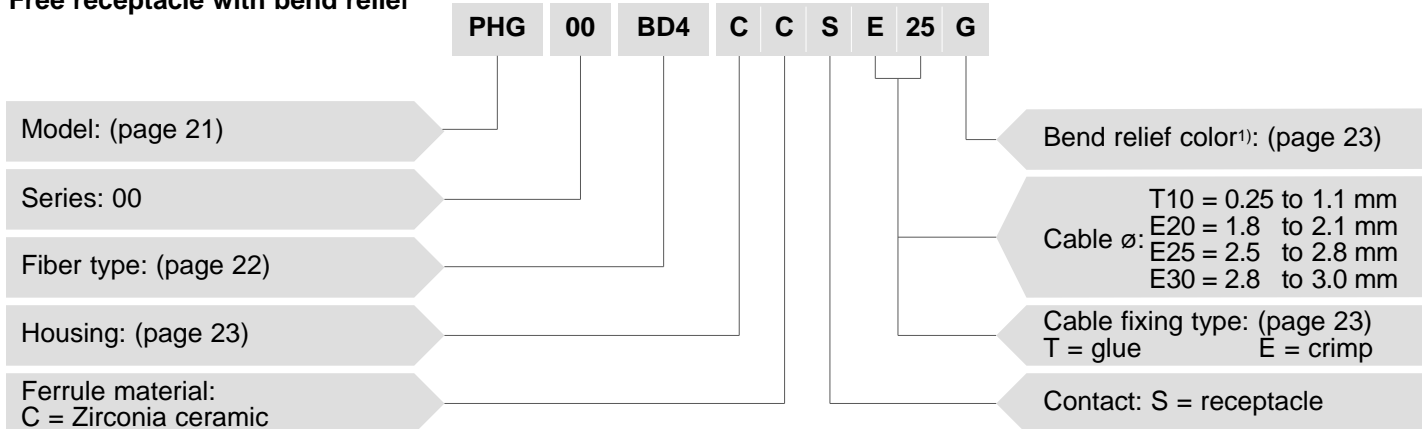 Free receptacle with bend relief
PHG 00 BD4 C C S E 25 G
Model: (page 21)
Series: 00
Fiber type: (page 22)
Housing: (page 23)
Ferrule material:
C = Zirconia ceramic
Bend relief color1): (page 23)
Cable ø:
T10 = 0.25 to 1.1 mm
E20 = 1.8 to 2.1 mm
E25 = 2.5 to 2.8 mm
E30 = 2.8 to 3.0 mm
Cable fixing type: (page 23)
T = glue E = crimp
Contact: S = receptacle